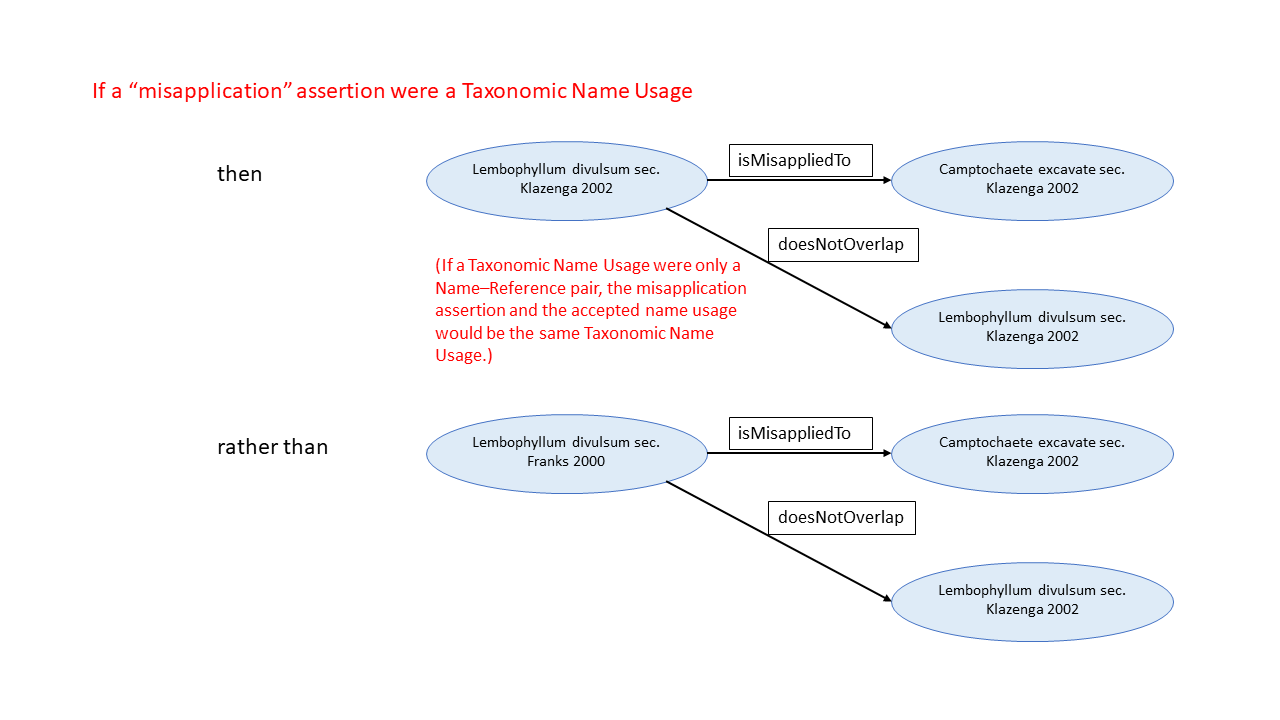 If a “misapplication” assertion were a Taxonomic Name Usage
then
Lembophyllum divulsum sec.
Klazenga 2002
isMisappliedTo
Camptochaete excavate sec.
Klazenga 2002
doesNotOverlap
(If a Taxonomic Name Usage were only a
Name–Reference pair, the misapplication
assertion and the accepted name usage
would be the same Taxonomic Name
Usage.)
Lembophyllum divulsum sec.
Klazenga 2002
rather than
Lembophyllum divulsum sec.
Franks 2000
isMisappliedTo
Camptochaete excavate sec.
Klazenga 2002
doesNotOverlap
Lembophyllum divulsum sec.
Klazenga 2002